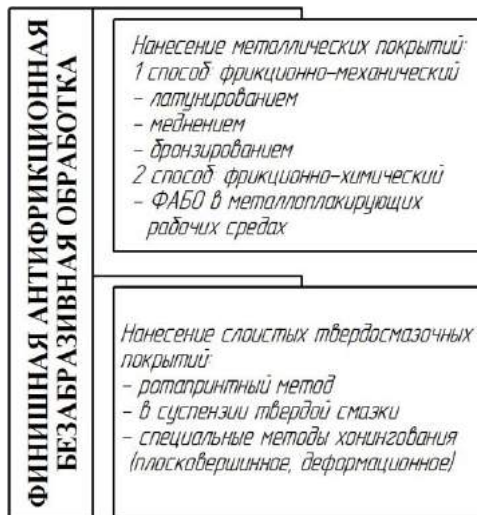 ФИНИШНАЯ АНТИФРИКЦИОННАЯ
БЕЗАБРАЗИВНАЯ ОБРАБОТКА
Нанесение металлических покрытий:
1 способ фрикционно-механический
- латунированием
- меднением
- бронзированием
2 способ фрикционно-химический
- ФАБО в металлоплакирующих
рабочих средах
Нанесение слоистых твердосмазочных
покрытий:
- ротапринтный метод
- в суспензии твердой смазки
- специальные методы хонингования
(плосковершинное, деформационное)